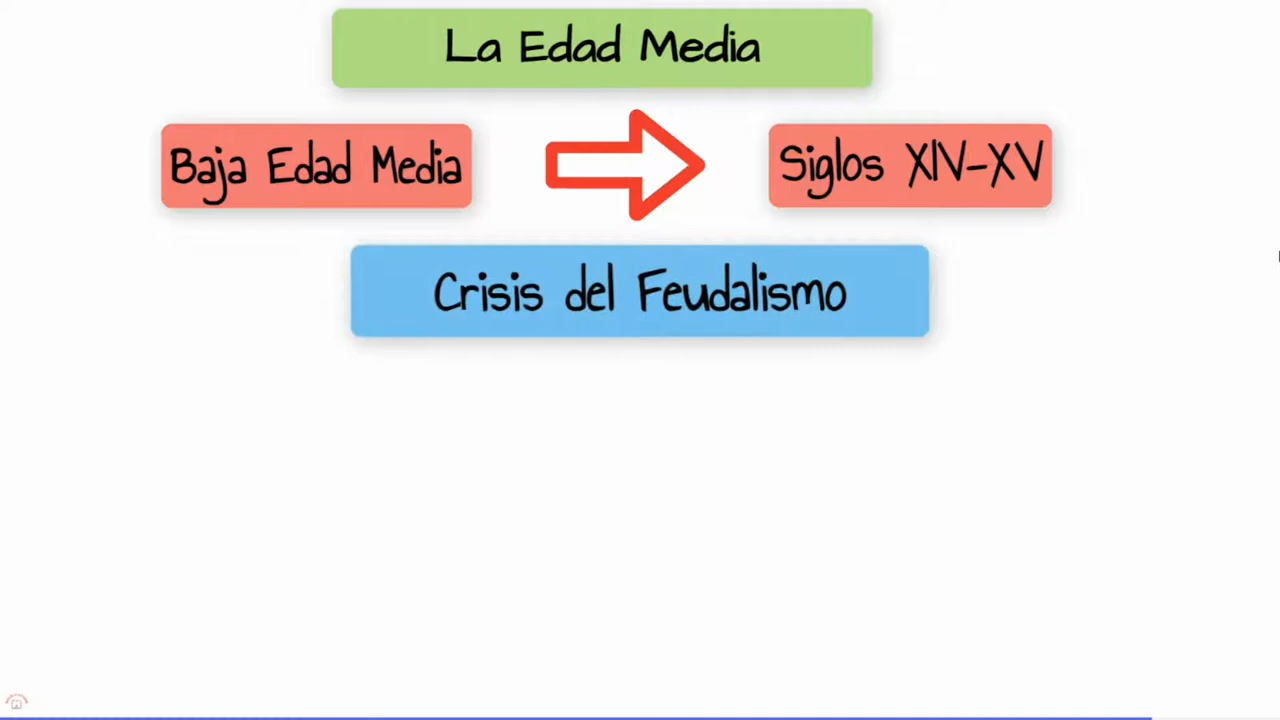 La Edad Media
Baja Edad Media
Siglos XIV-XV
Crisis del Feudalismo